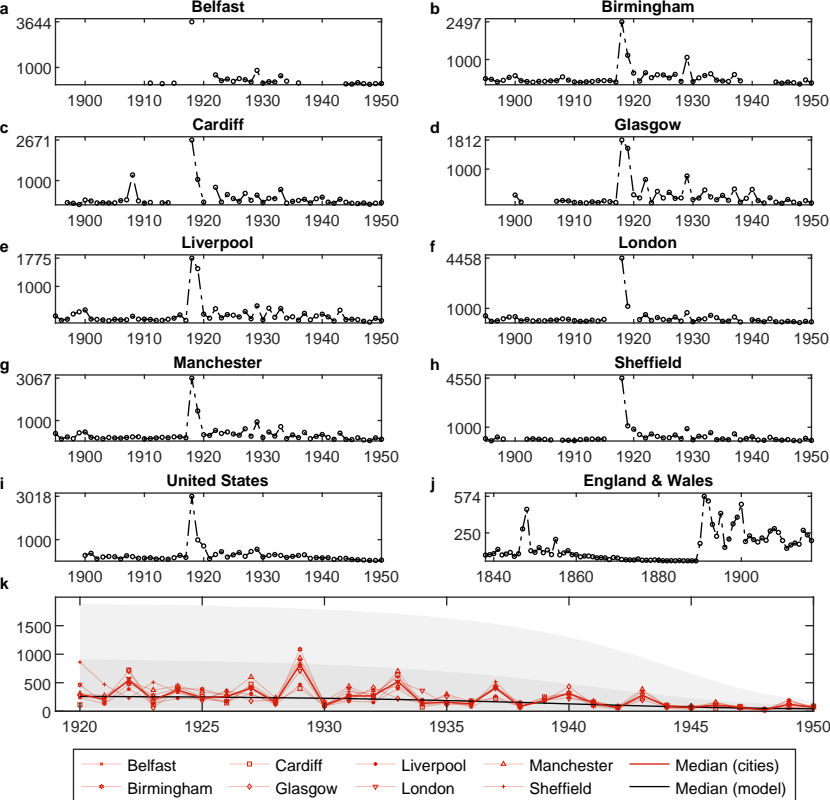 a Belfast b Birmingham
3644 2497
1000 1000
1900 1910 1920 1930 1940 1950 1900 1910 1920 1930 1940 1950
c Cardiff d Glasgow
2671 1812
1000 1000
1900 1910 1920 1930 1940 1950 1900 1910 1920 1930 1940 1950
e Liverpool f London
1775 4458
1000 1000
1900 1910 1920 1930 1940 1950 1900 1910 1920 1930 1940 1950
g Manchester h Sheffield
3067 4550
1000 1000
1900 1910 1920 1930 1940 1950 1900 1910 1920 1930 1940 1950
i United States j England & Wales
3018 574
1000 250
1900 1910 1920 1930 1940 1950 1840 1860 1880 1900
k
1500
1000
500
0
1920 1925 1930 1935 1940 1945 1950
Belfast Cardiff Liverpool Manchester Median (cities)
Birmingham Glasgow London Sheffield Median (model)